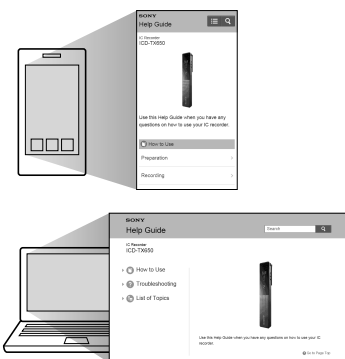 SONY
Help Guide
IC Recorder
ICD-TX650
Use this Help Guide when you have any
questions on how to use your IC recorder.
How to Use
Preparation
Recording
SONY
Help Guide
Search
IC Recorder
ICD-TX650
How to Use
Troubleshooting
List of Topics
Use this Help Guide when you have any questions on how to use your IC
recorder.
Go to Page Top